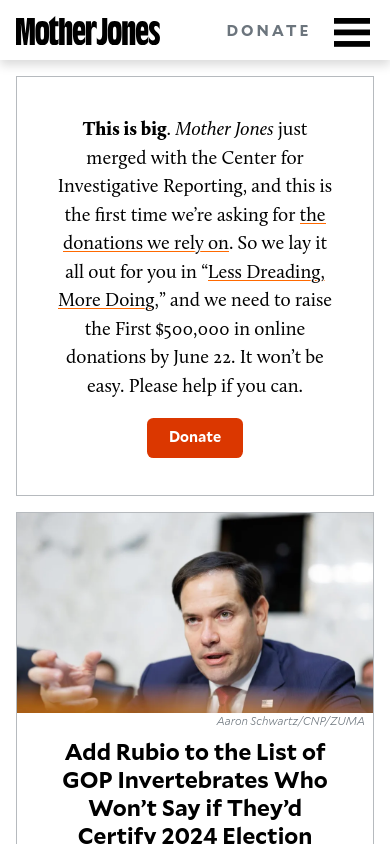 Mother Jones
DONATE
This is big. Mother Jones just
merged with the Center for
Investigative Reporting, and this is
the first time we’re asking for the
donations we rely on. So we lay it
all out for you in “Less Dreading,
More Doing,” and we need to raise
the First $500,000 in online
donations by June 22. It won’t be
easy. Please help if you can.
Donate
Aaron Schwartz/CNP/ZUMA
Add Rubio to the List of
GOP Invertebrates Who
Won’t Say if They’d
Certify 2024 Election